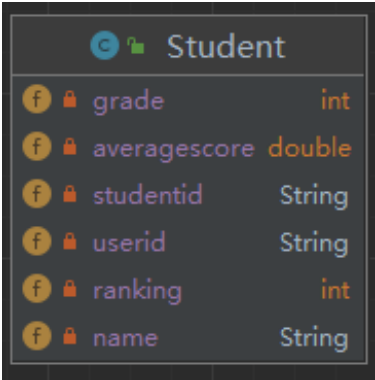 C Student
f grade int
f averagescore double
f studentid String
f userid String
f ranking int
f name String